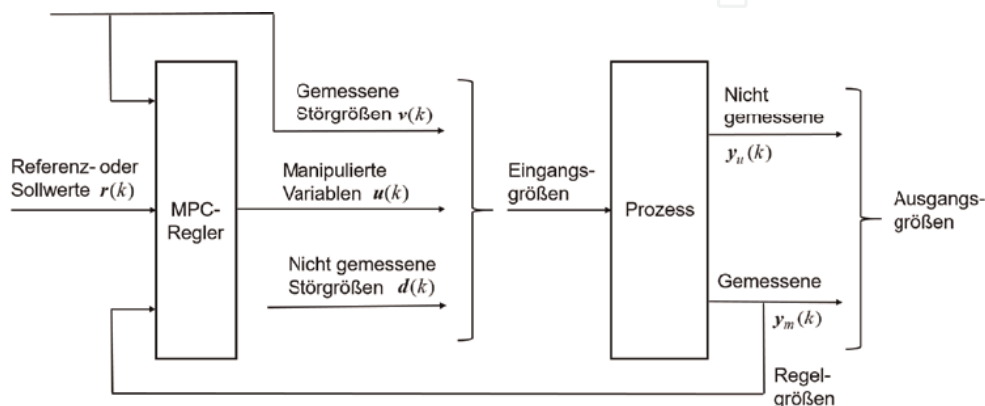 Gemessene
Störgrößen v(k)
Referenz- oder
Sollwerte r(k)
MPC-
Regler
Manipulierte
Variablen u(k)
Nicht gemessene
Störgrößen d(k)
Eingangs-
größen
Prozess
Nicht
gemessene
y_u(k)
Gemessene
y_m(k)
Ausgangs-
größen
Regel-
größen